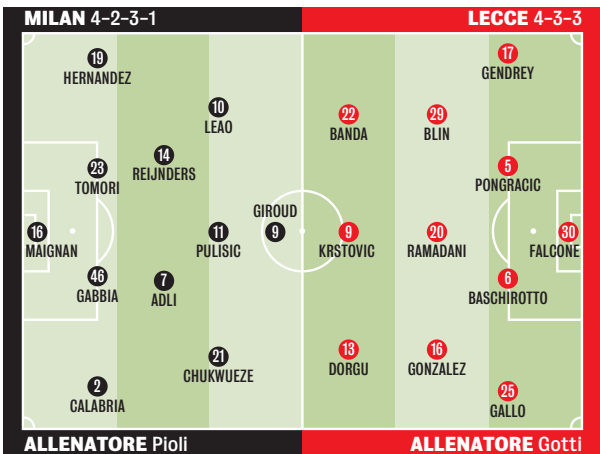 MILAN 4-2-3-1
LECCE 4-3-3
19
HERNANDEZ
23
TOMORI
16
MAIGNAN
46
GABBIA
2
CALABRIA
14
REIJNDERS
7
ADLI
10
LEAO
11
PULISIC
21
CHUKWUEZE
GIROUD
9
22
BANDA
9
KRSTOVIC
13
DORGU
29
BLIN
20
RAMADANI
16
GONZALEZ
17
GENDREY
5
PONGRACIC
6
BASCHIROTTO
25
GALLO
30
FALCONE
ALLENATORE Pioli
ALLENATORE Gotti